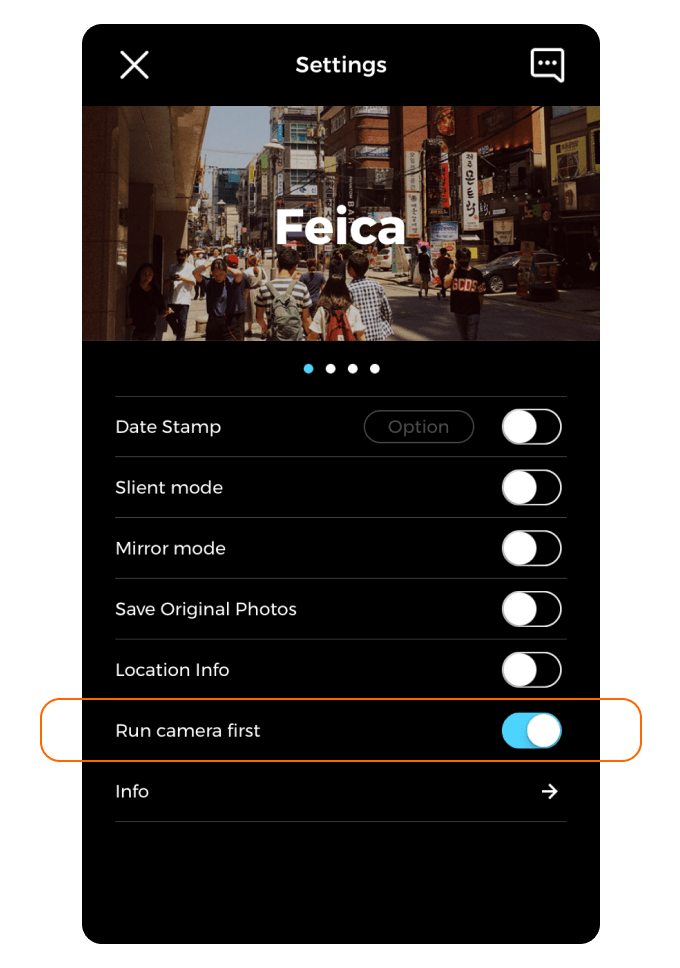 Settings
Feica
Date Stamp Option
Slient mode
Mirror mode
Save Original Photos
Location Info
Run camera first
Info